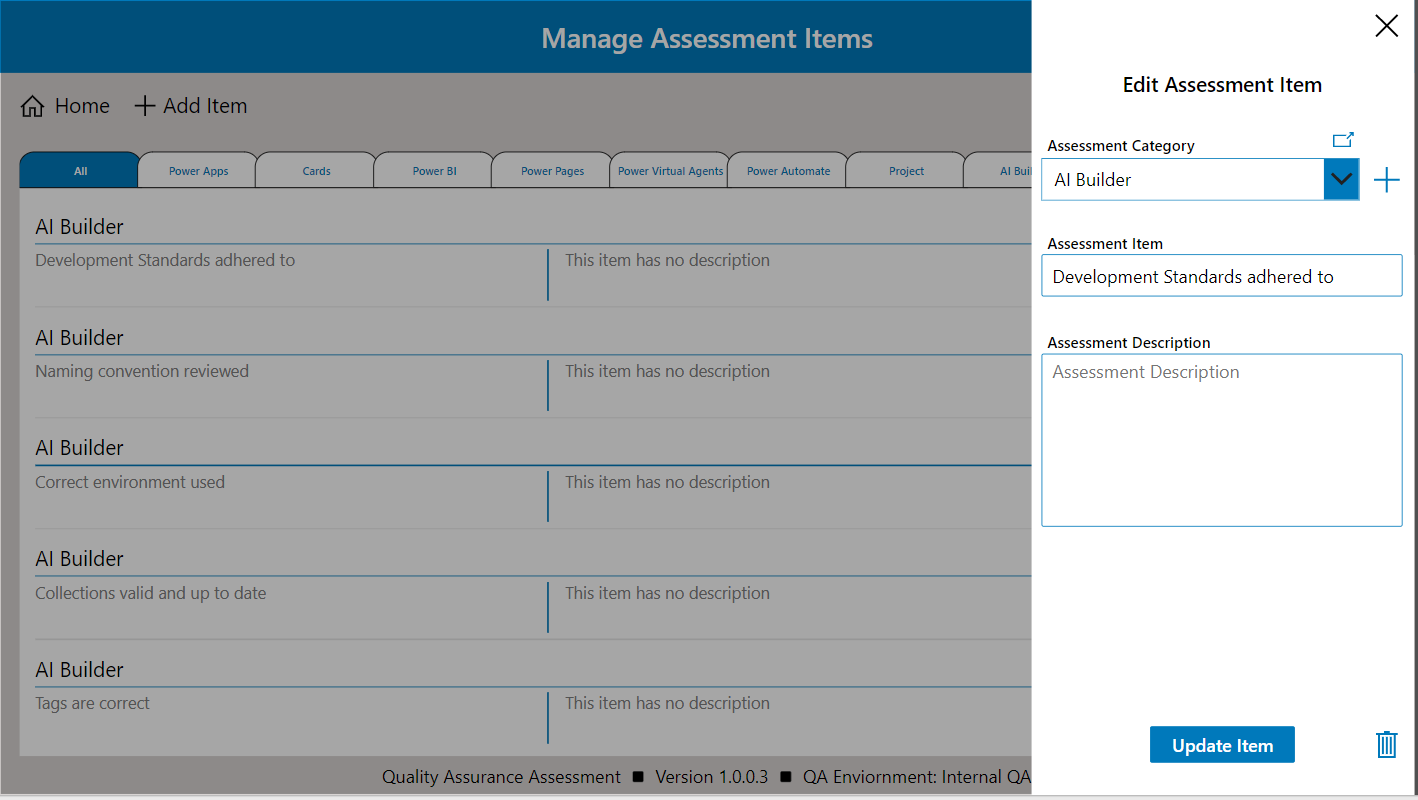 Manage Assessment Items
Home
Add Item
All
Power Apps
Cards
Power BI
Power Pages
Power Virtual Agents
Power Automate
Project
AI Buil
AI Builder
Development Standards adhered to
This item has no description
AI Builder
Naming convention reviewed
This item has no description
AI Builder
Correct environment used
This item has no description
AI Builder
Collections valid and up to date
This item has no description
AI Builder
Tags are correct
This item has no description
Quality Assurance Assessment ■ Version 1.0.0.3 ■ QA Enviornment: Internal QA
Edit Assessment Item
Assessment Category
AI Builder
Assessment Item
Development Standards adhered to
Assessment Description
Assessment Description
Update Item